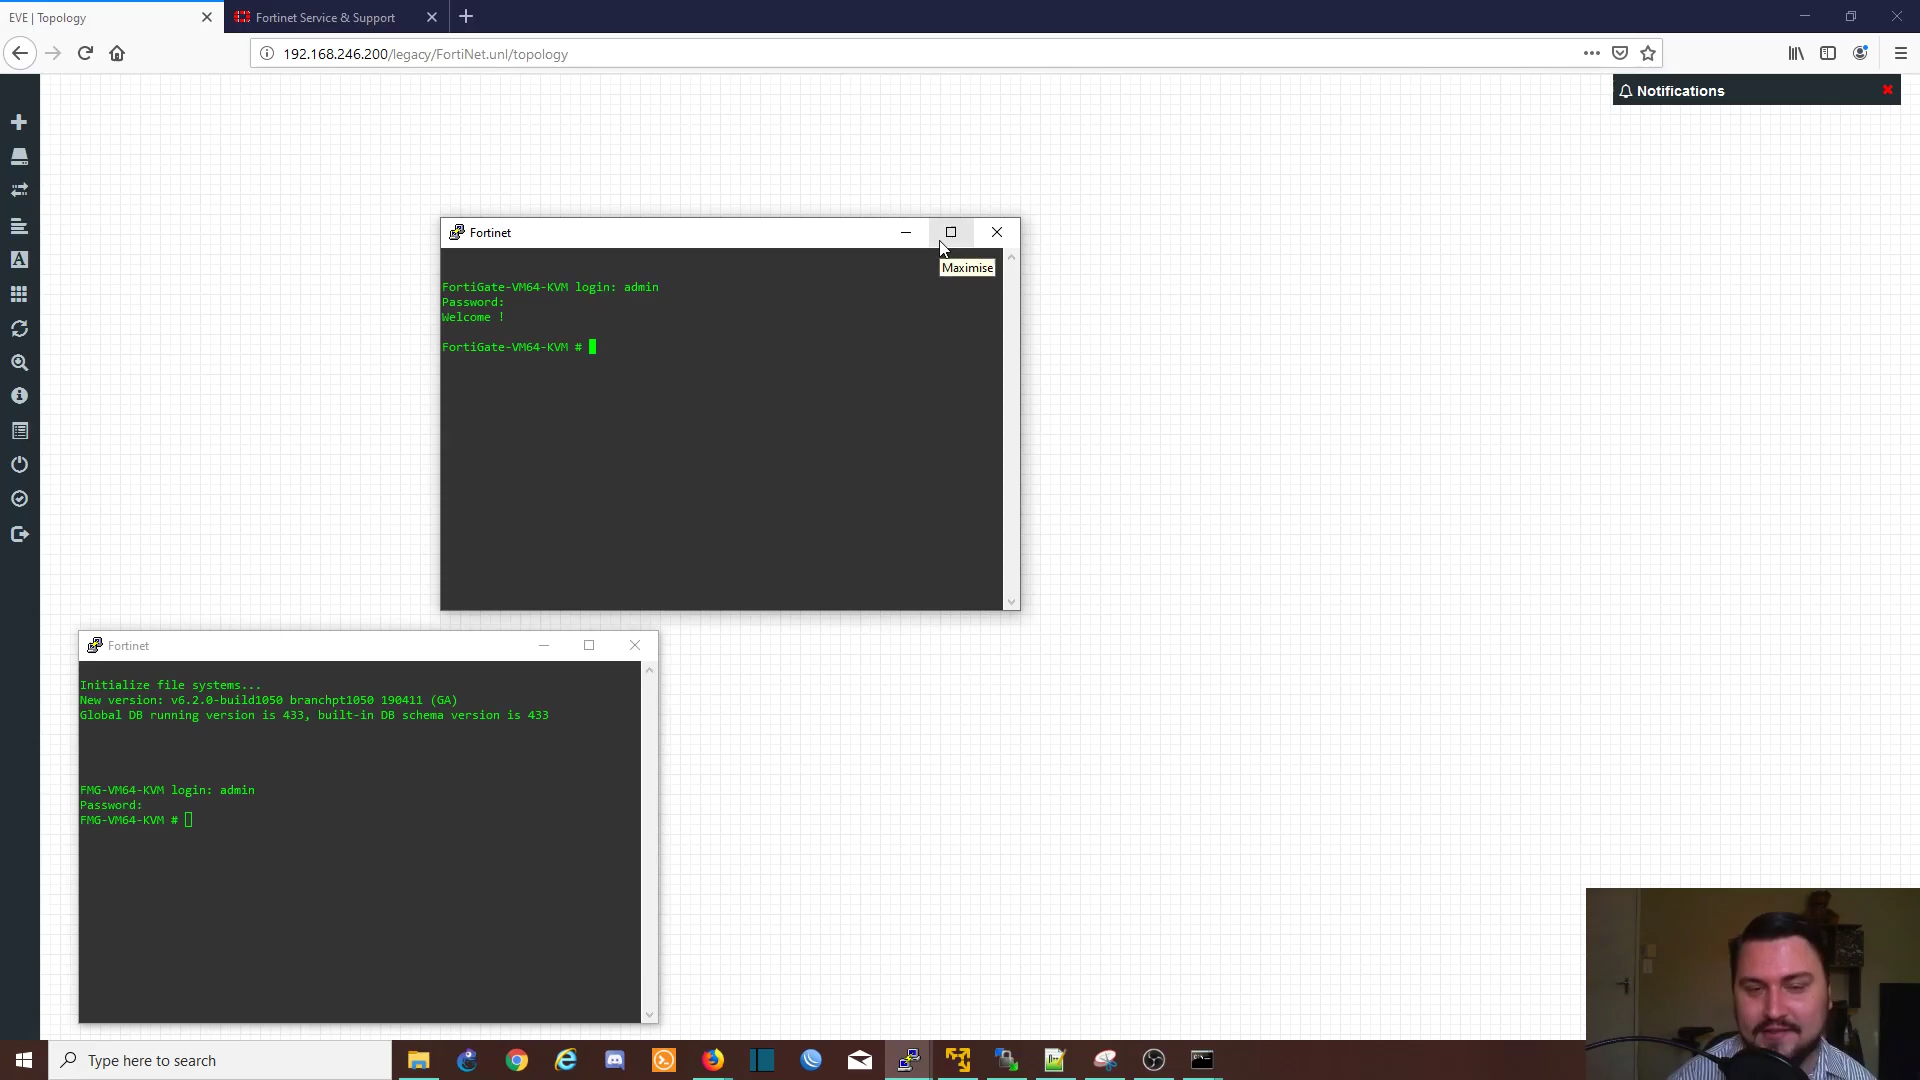 EVE | Topology
Fortinet Service & Support
192.168.246.200/legacy/FortiNet.unl/topology
Notifications
Fortinet
Maximise
FortiGate-VM64-KVM login: admin
Password:
Welcome !
FortiGate-VM64-KVM #
Fortinet
Initialize file systems...
New version: v6.2.0-build1050 branchpt1050 190411 (GA)
Global DB running version is 433, built-in DB schema version is 433
FMG-VM64-KVM login: admin
Password:
FMG-VM64-KVM #
Type here to search